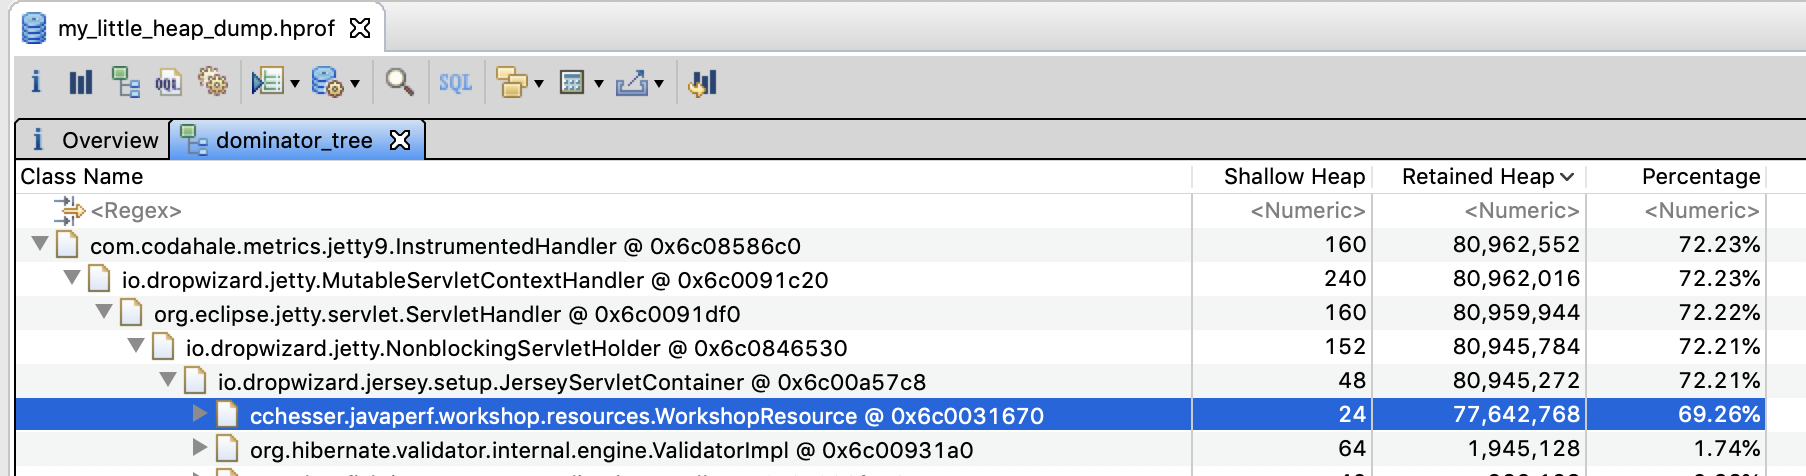 my_little_heap_dump.hprof
i OQL SQL
i Overview dominator_tree
Class Name Shallow Heap Retained Heap Percentage
<Regex> <Numeric> <Numeric> <Numeric>
com.codahale.metrics.jetty9.InstrumentedHandler @ 0x6c08586c0 160 80,962,552 72.23%
io.dropwizard.jetty.MutableServletContextHandler @ 0x6c0091c20 240 80,962,016 72.23%
org.eclipse.jetty.servlet.ServletHandler @ 0x6c0091df0 160 80,959,944 72.22%
io.dropwizard.jetty.NonblockingServletHolder @ 0x6c0846530 152 80,945,784 72.21%
io.dropwizard.jersey.setup.JerseyServletContainer @ 0x6c00a57c8 48 80,945,272 72.21%
cchesser.javaperf.workshop.resources.WorkshopResource @ 0x6c0031670 24 77,642,768 69.26%
org.hibernate.validator.internal.engine.ValidatorImpl @ 0x6c00931a0 64 1,945,128 1.74%